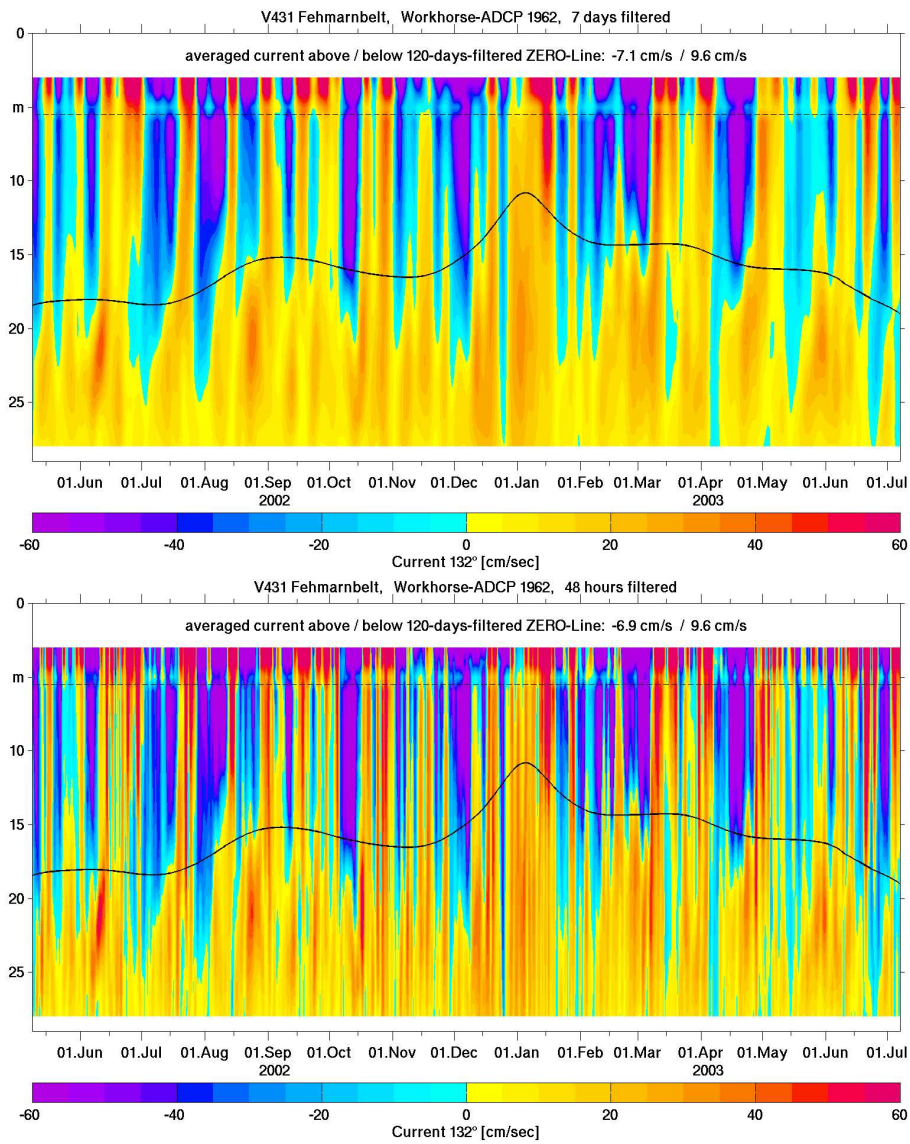 V431 Fehmarnbelt, Workhorse-ADCP 1962, 7 days filtered
averaged current above / below 120-days-filtered ZERO-Line: -7.1 cm/s / 9.6 cm/s
0
m
10
15
20
25
01.Jun 01.Jul 01.Aug 01.Sep 01.Oct 01.Nov 01.Dec 01.Jan 01.Feb 01.Mar 01.Apr 01.May 01.Jun 01.Jul
2002 2003
-60 -40 -20 0 20 40 60
Current 132° [cm/sec]
V431 Fehmarnbelt, Workhorse-ADCP 1962, 48 hours filtered
averaged current above / below 120-days-filtered ZERO-Line: -6.9 cm/s / 9.6 cm/s
0
m
10
15
20
25
01.Jun 01.Jul 01.Aug 01.Sep 01.Oct 01.Nov 01.Dec 01.Jan 01.Feb 01.Mar 01.Apr 01.May 01.Jun 01.Jul
2002 2003
-60 -40 -20 0 20 40 60
Current 132° [cm/sec]